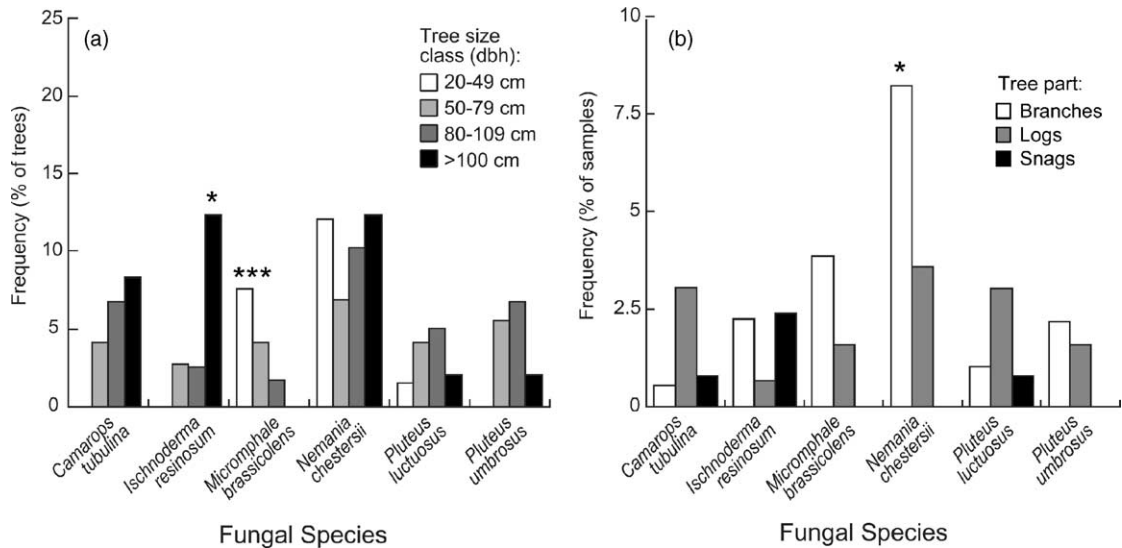 (a)
Tree size
class (dbh):
20-49 cm
50-79 cm
80-109 cm
>100 cm
25
20
15
10
5
0
Frequency (% of trees)
*
***
Camarops
tubulina
Ischnoderma
resinosum
Micromphale
brassicolens
Nemania
chestersii
Pluteus
luctuosus
Pluteus
umbrosus
Fungal Species
(b)
Tree part:
Branches
Logs
Snags
10
7.5
5
2.5
0
Frequency (% of samples)
*
Camarops
tubulina
Ischnoderma
resinosum
Micromphale
brassicolens
Nemania
chestersii
Pluteus
luctuosus
Pluteus
umbrosus
Fungal Species